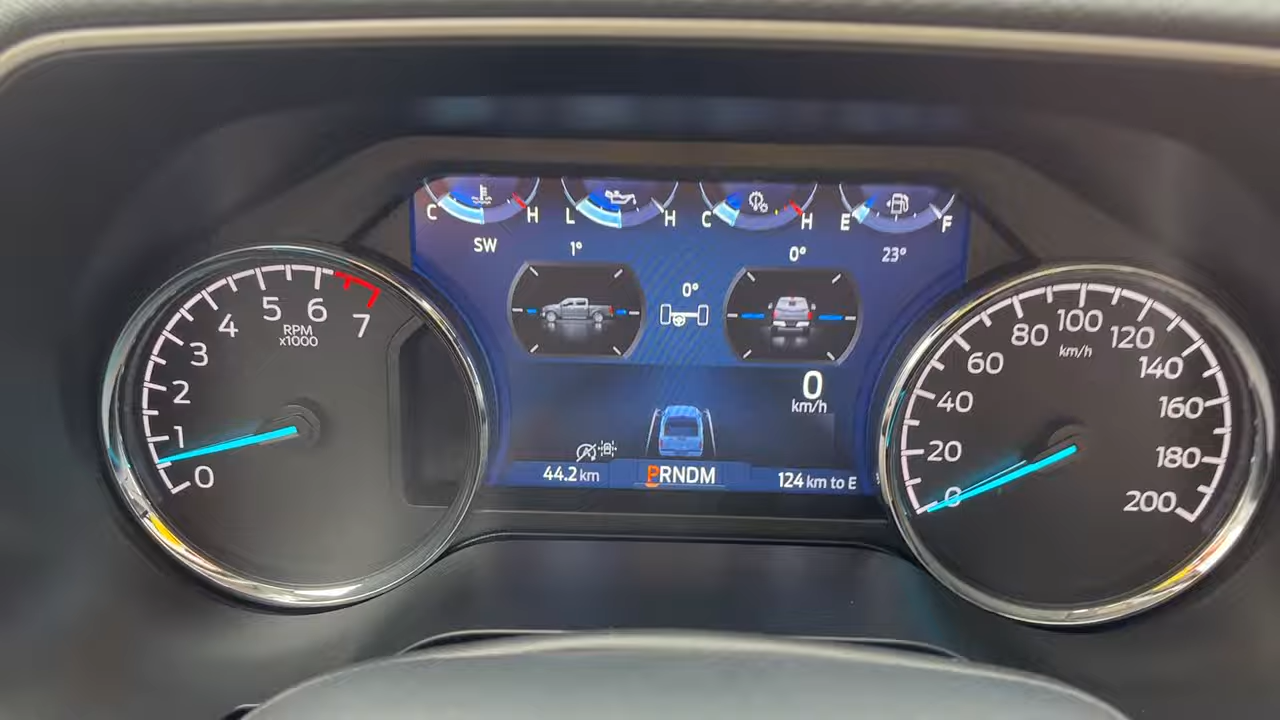 C H L H C H E F
SW 1° 0° 23°
0°
0 1 2 3 4 5 6 7
RPM
x1000
0
km/h
44.2 km PRNDM 124 km to E
0 20 40 60 80 100 120 140 160 180 200
km/h